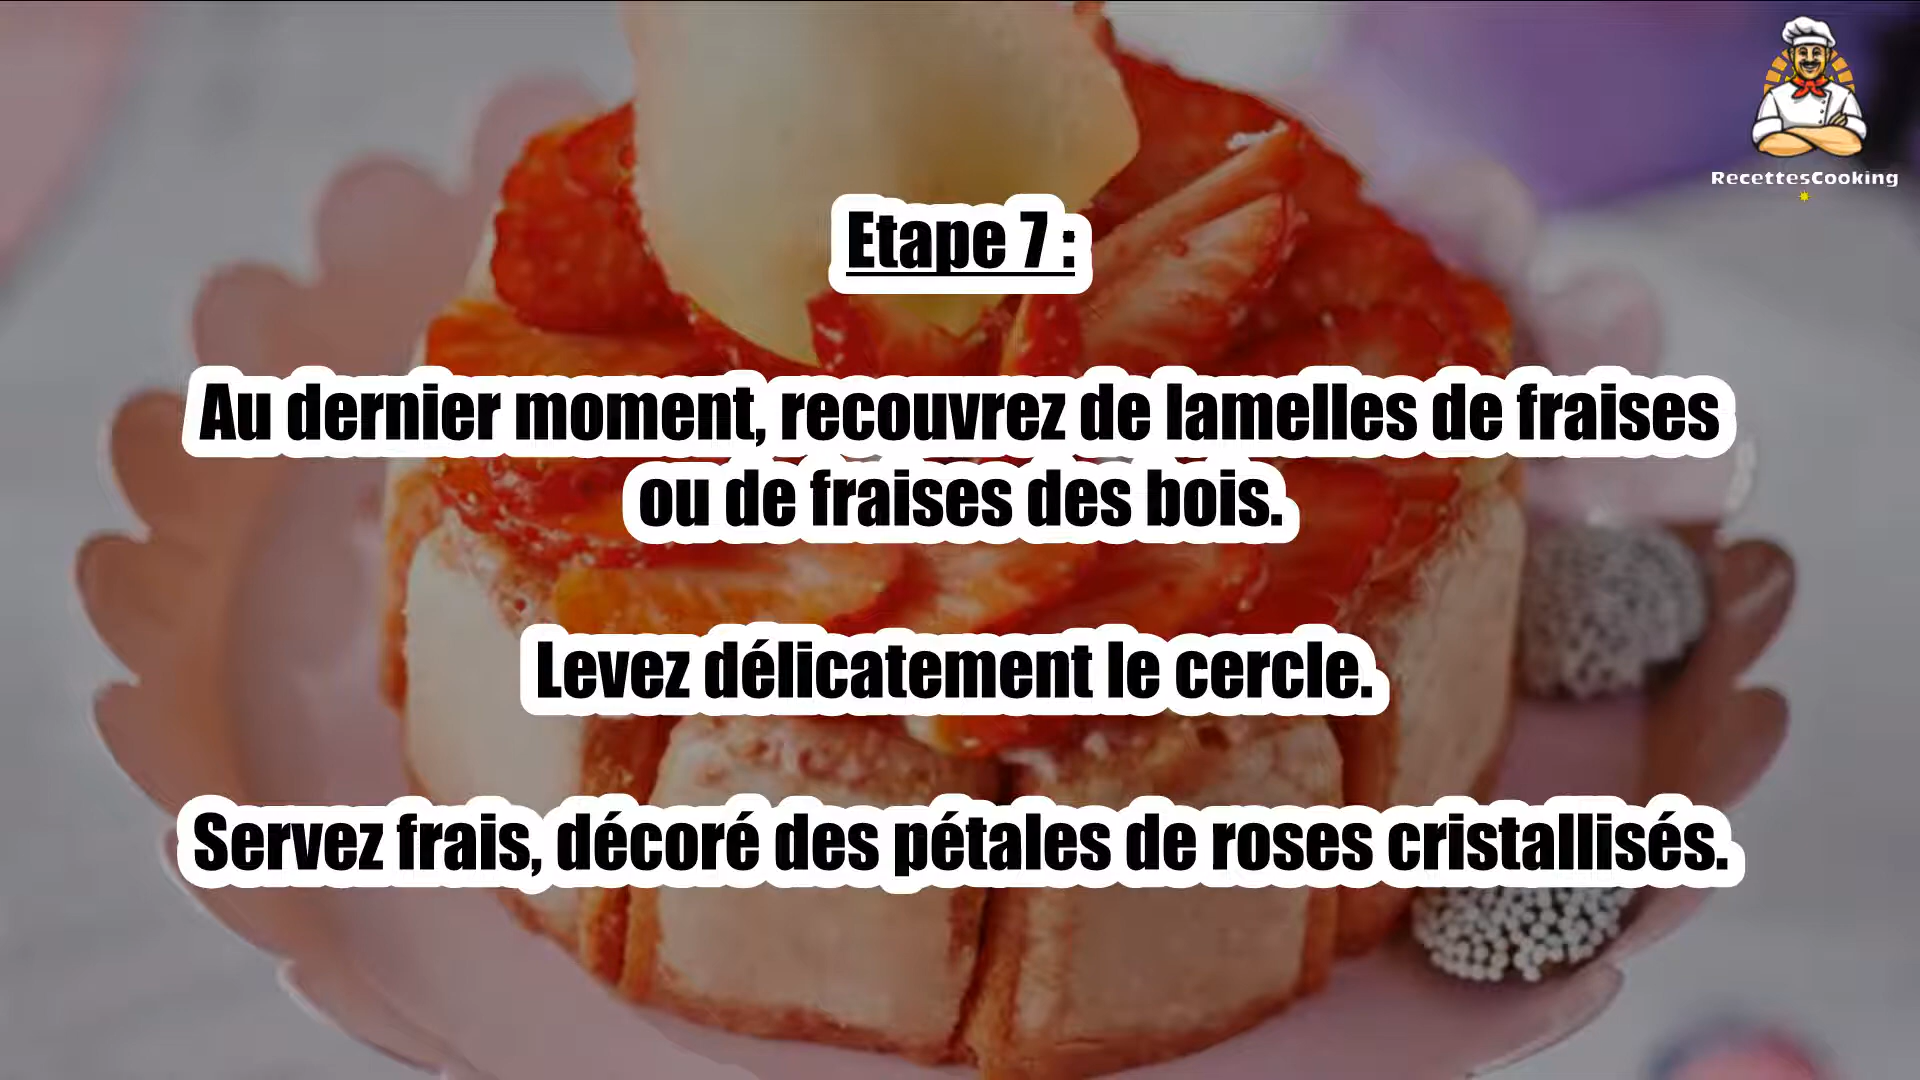 RecettesCooking
Etape 7 :
Au dernier moment, recouvrez de lamelles de fraises
ou de fraises des bois.
Levez délicatement le cercle.
Servez frais, décoré des pétales de roses cristallisés.